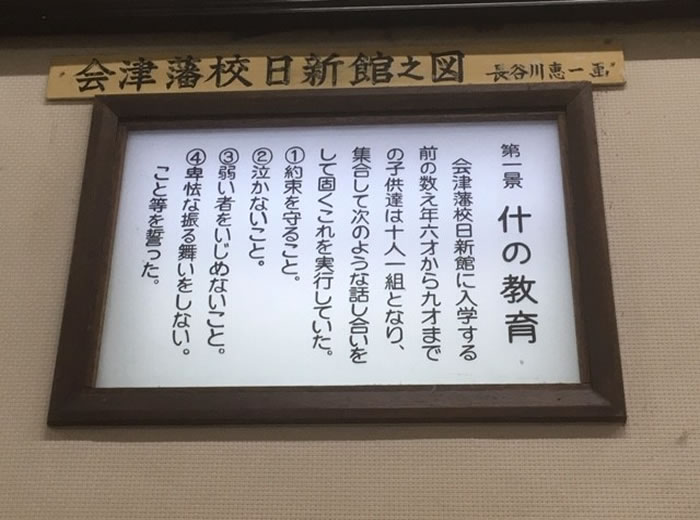 会津藩校日新館之図 長谷川恵一画
第一景 什の教育
会津藩校日新館に入学する
前の数え年六才から九才まで
の子供達は十人一組となり、
集合して次のような話し合いを
して固くこれを実行していた。
①約束を守ること。
②泣かないこと。
③弱い者をいじめないこと。
④卑怯な振る舞いをしない。
こと等を誓った。